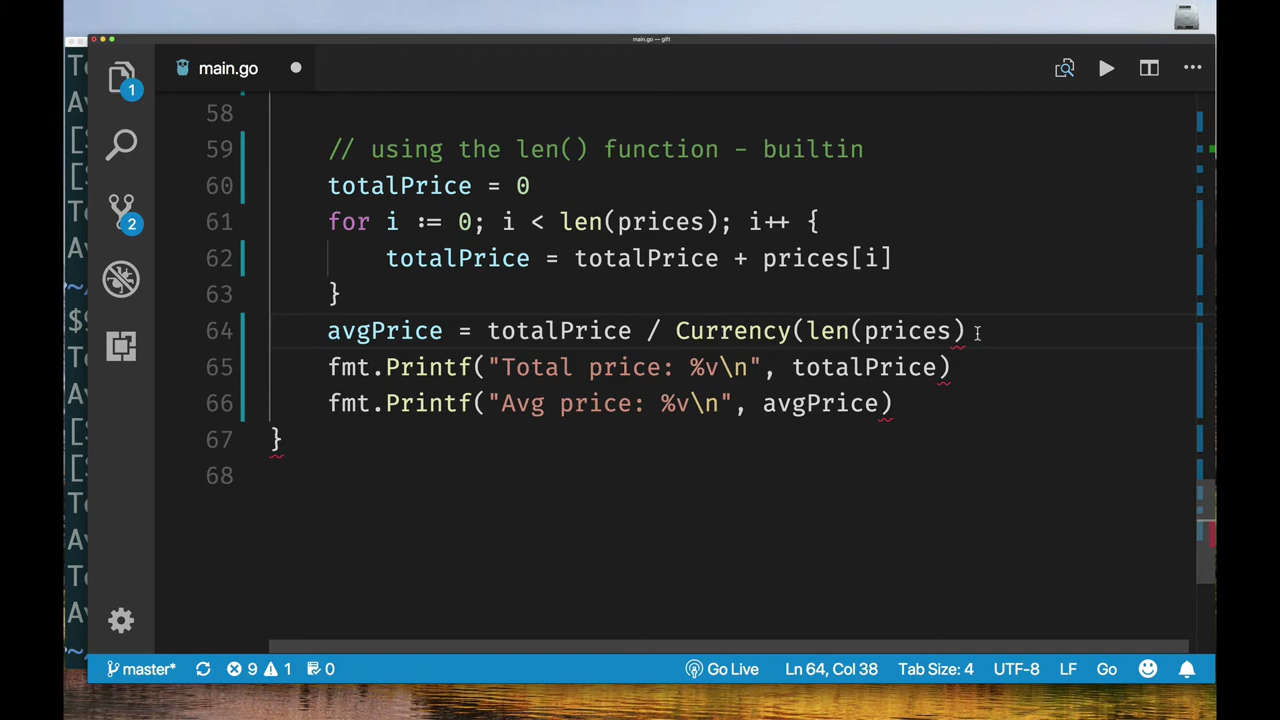 main.go — gift
main.go
1
2
58
59 // using the len() function - builtin
60 totalPrice = 0
61 for i := 0; i < len(prices); i++ {
62 totalPrice = totalPrice + prices[i]
63 }
64 avgPrice = totalPrice / Currency(len(prices)
65 fmt.Printf("Total price: %v\n", totalPrice)
66 fmt.Printf("Avg price: %v\n", avgPrice)
67 }
68
master* 9 1 0 Go Live Ln 64, Col 38 Tab Size: 4 UTF-8 LF Go